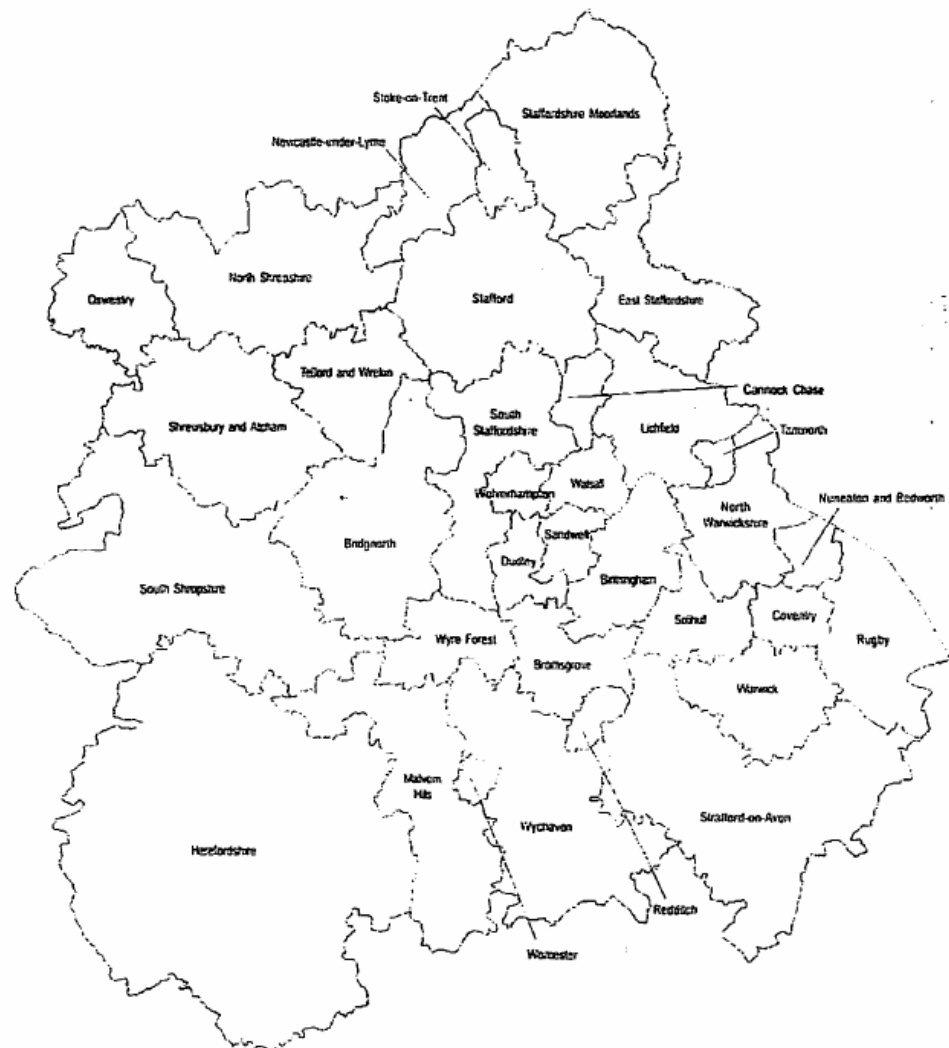 Stoke-on-Trent
Staffordshire Moorlands
Newcastle-under-Lyme
North Shropshire
Oswestry
Stafford
East Staffordshire
Telford and Wrekin
Cannock Chase
South
Staffordshire
Shrewsbury and Atcham
Lichfield
Tamworth
Wolverhampton
Walsall
Nuneaton and Bedworth
North
Warwickshire
Bridgnorth
Sandwell
Dudley
Birmingham
South Shropshire
Solihull
Coventry
Wyre Forest
Rugby
Bromsgrove
Warwick
Malvern
Hills
Wychavon
Stratford-on-Avon
Herefordshire
Redditch
Worcester